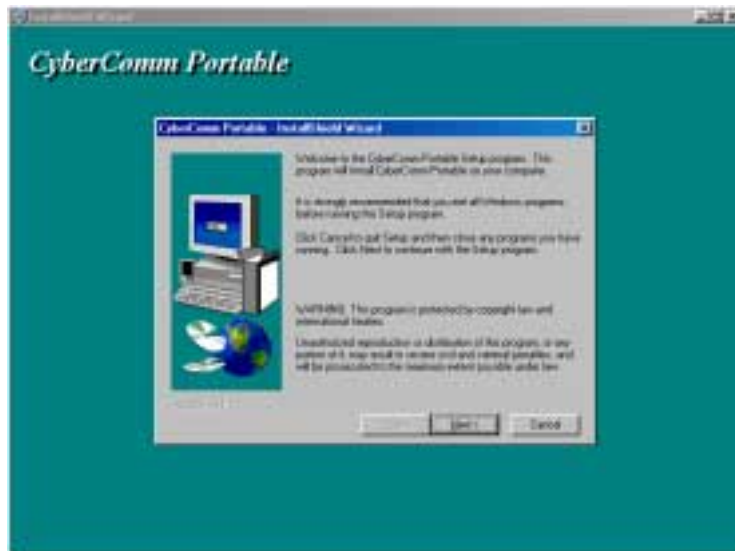 InstallShield Wizard
CyberComm Portable
CyberComm Portable - InstallShield Wizard
Welcome to the CyberComm Portable Setup program. This
program will install CyberComm Portable on your computer.
It is strongly recommended that you exit all Windows programs
before running this Setup program.
Click Cancel to quit Setup and then close any programs you have
running. Click Next to continue with the Setup program.
WARNING: This program is protected by copyright law and
international treaties.
Unauthorized reproduction or distribution of this program, or any
portion of it, may result in severe civil and criminal penalties, and
will be prosecuted to the maximum extent possible under law.
Next >
Cancel